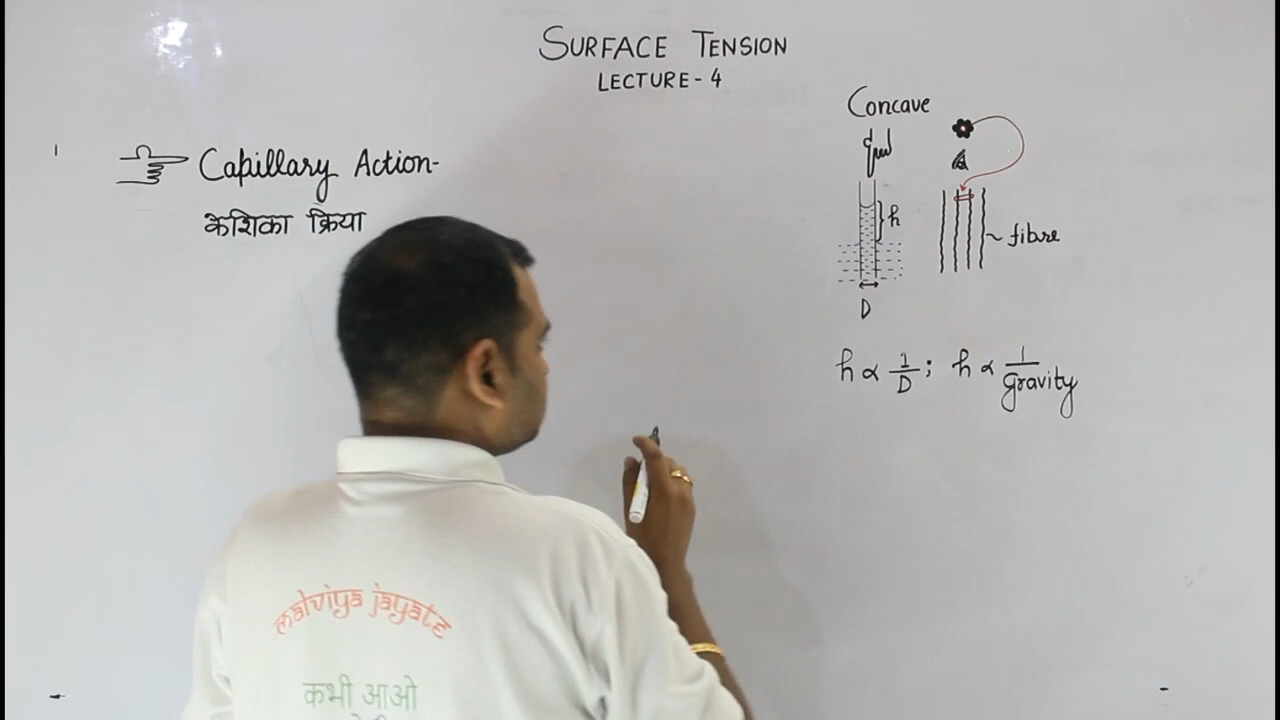 SURFACE TENSION
LECTURE - 4
Capillary Action-
केशिका क्रिया
Concave
h
fibre
D
h ∝ 1/D ; h ∝ 1/gravity
malviya jayate
कभी आओ